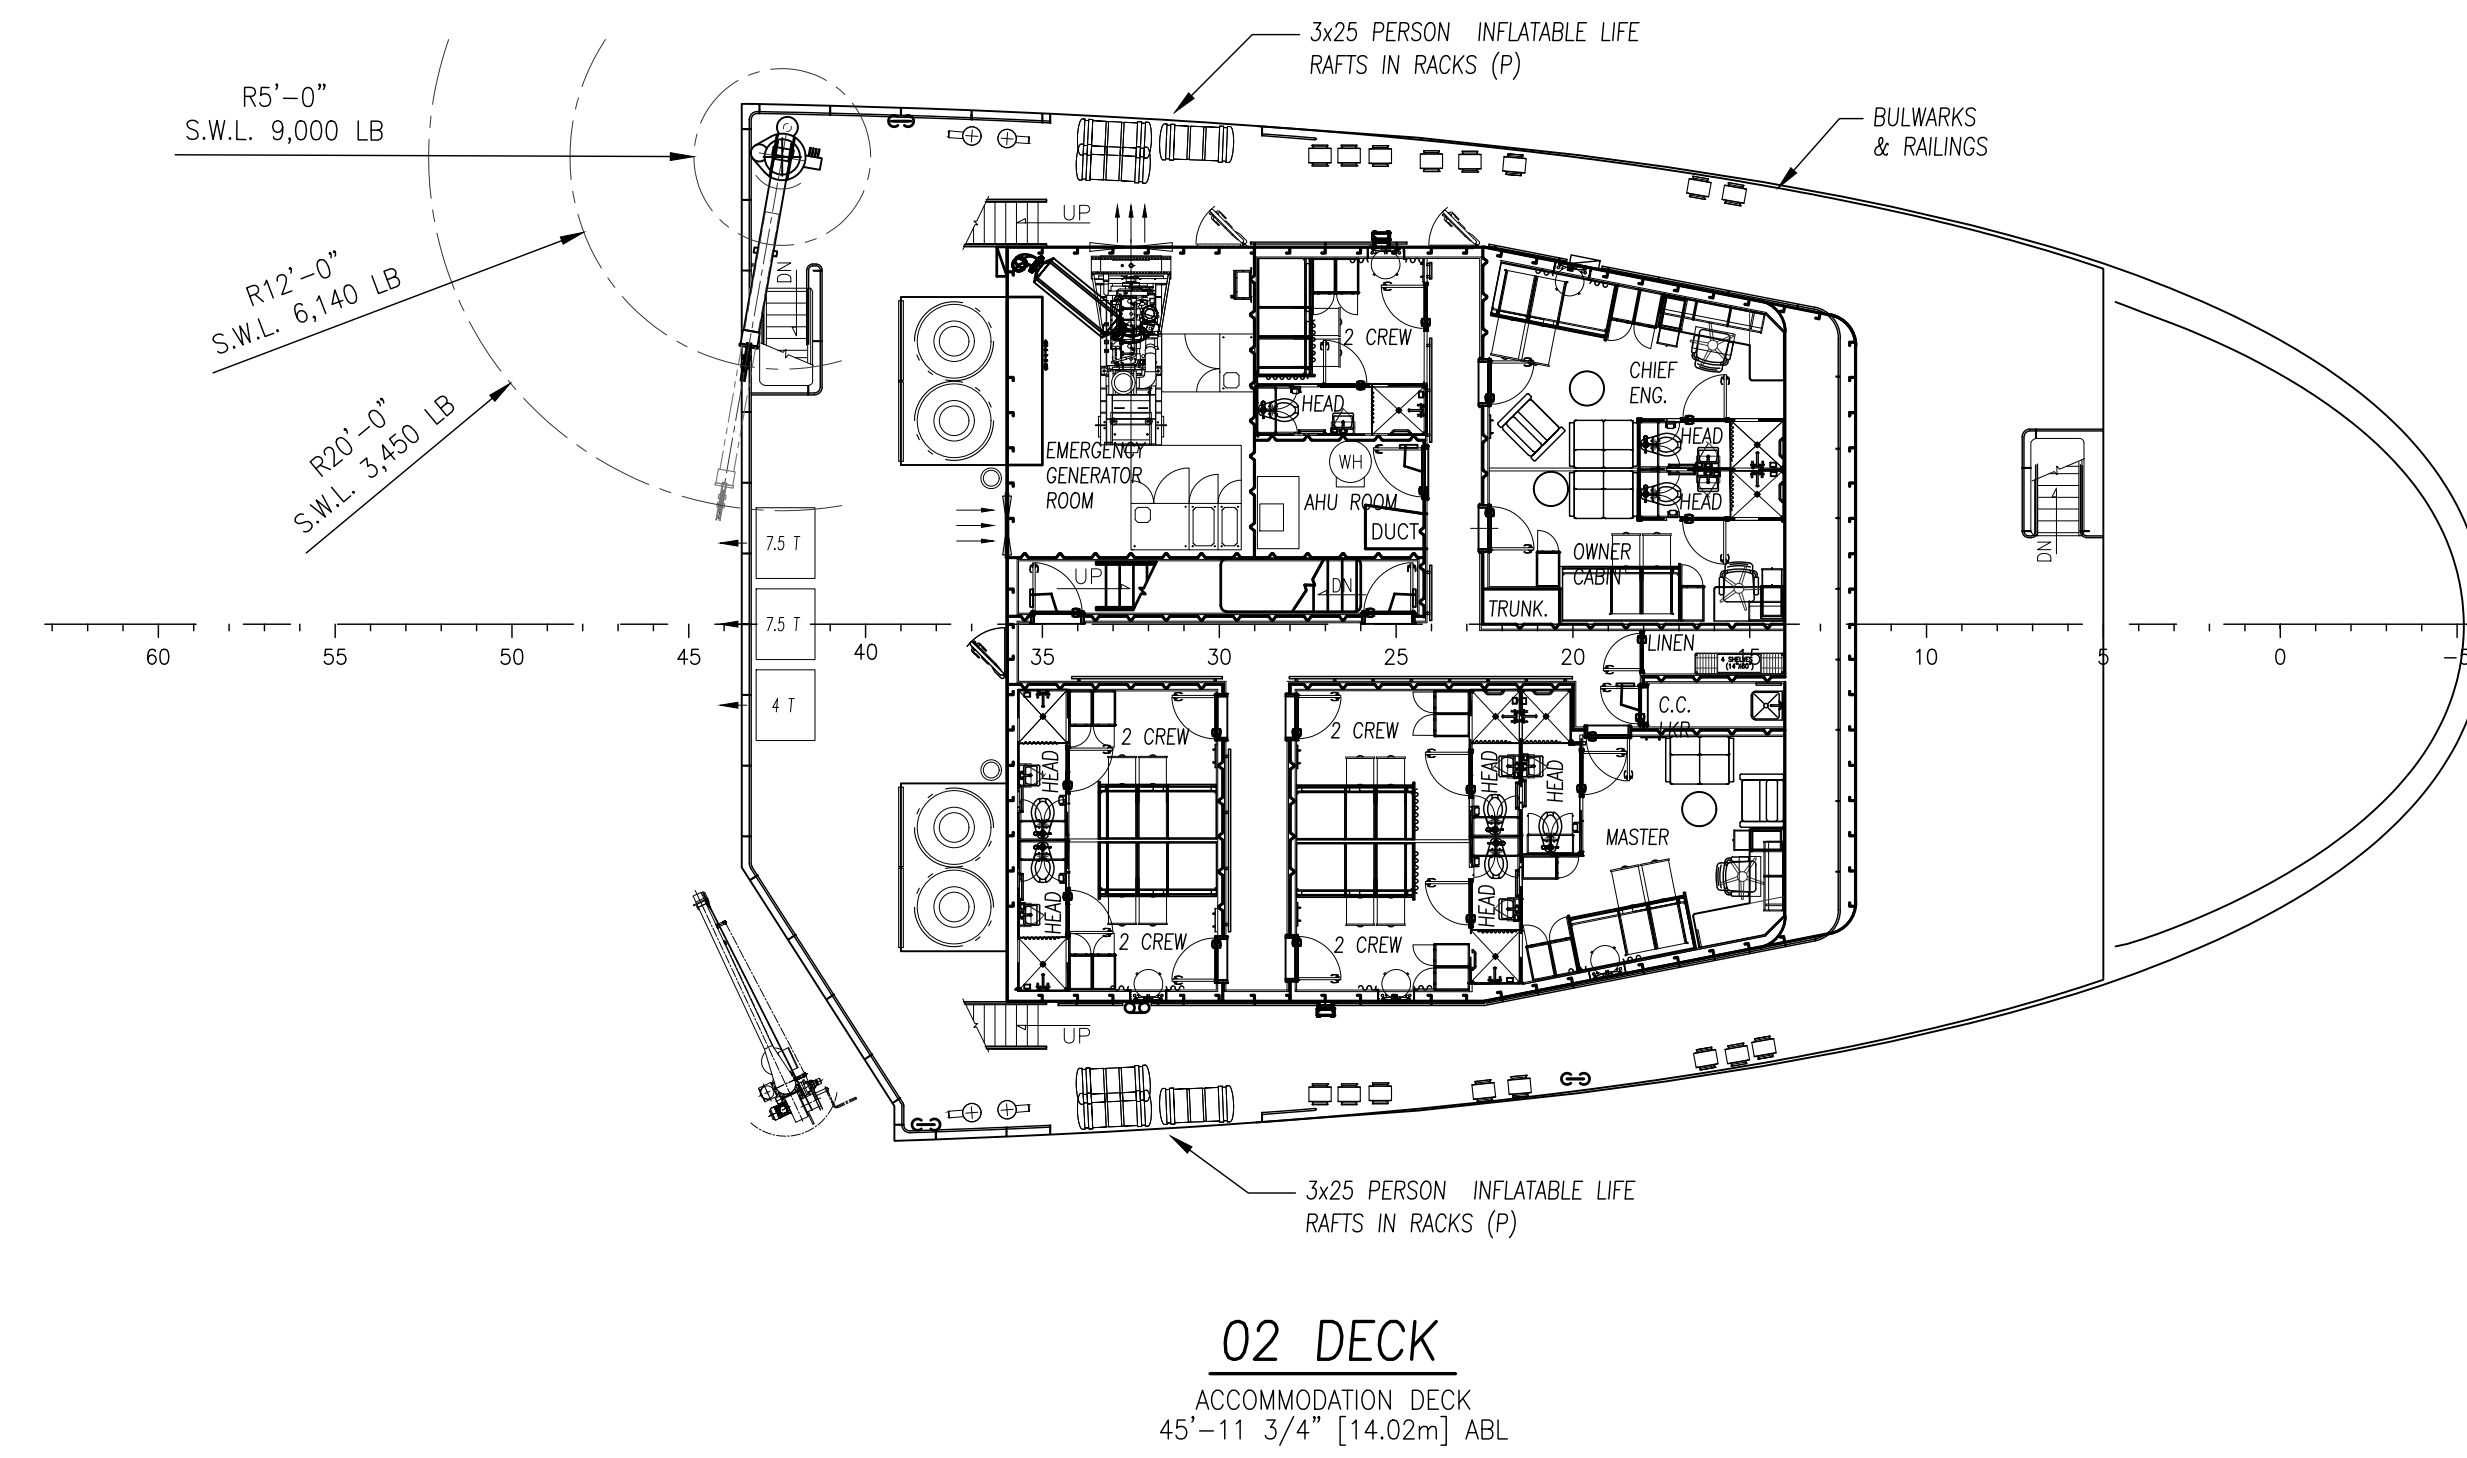 3x25 PERSON INFLATABLE LIFE
RAFTS IN RACKS (P)
R5'-0"
S.W.L. 9,000 LB
BULWARKS
& RAILINGS
R12'-0"
S.W.L. 6,140 LB
R20'-0"
S.W.L. 3,450 LB
UP
DN
2 CREW
HEAD
CHIEF
ENG.
HEAD
HEAD
EMERGENCY
GENERATOR
ROOM
WH
AHU ROOM
DUCT
7.5 T
OWNER
CABIN
DN
UP
DN
TRUNK.
7.5 T
LINEN
4 SHELVES
(14"X60")
60
55
50
45
40
35
30
25
20
15
10
5
0
-5
4 T
C.C.
LKR
2 CREW
2 CREW
HEAD
HEAD
HEAD
MASTER
HEAD
HEAD
2 CREW
2 CREW
UP
3x25 PERSON INFLATABLE LIFE
RAFTS IN RACKS (P)
02 DECK
ACCOMMODATION DECK
45'-11 3/4" [14.02m] ABL